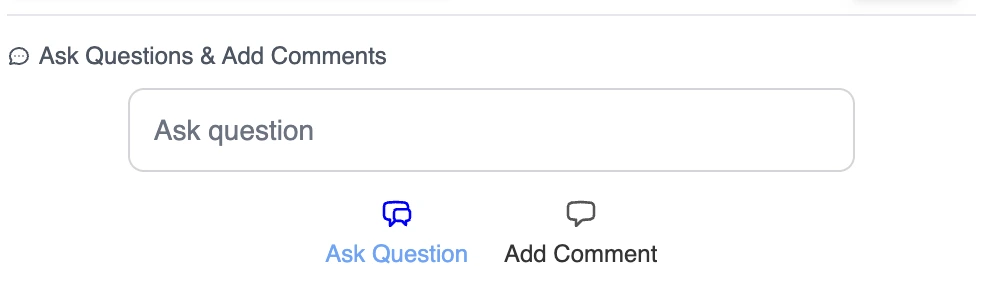 Ask Questions & Add Comments
Ask question
Ask Question
Add Comment